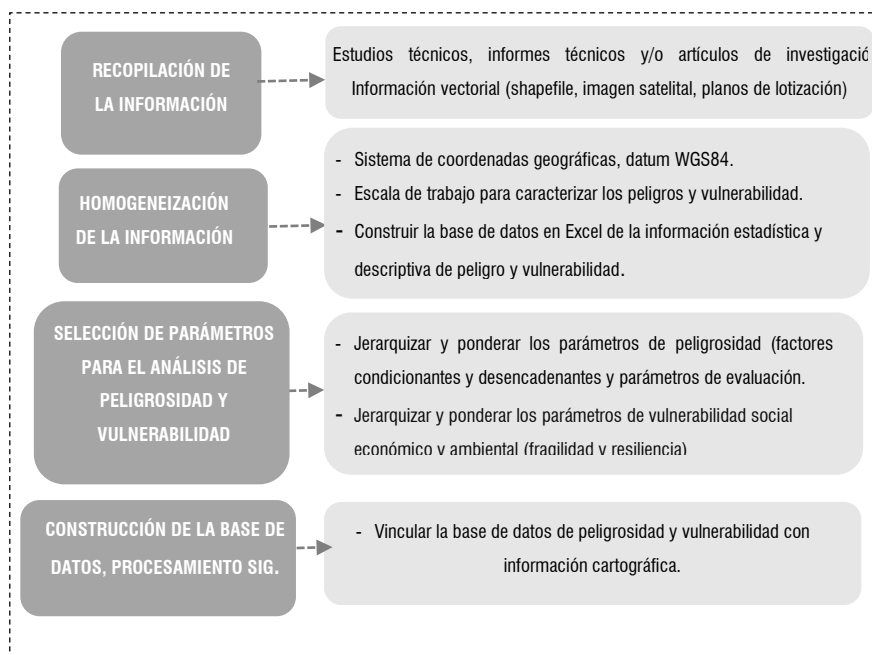 RECOPILACIÓN DE
LA INFORMACIÓN
Estudios técnicos, informes técnicos y/o artículos de investigació
Información vectorial (shapefile, imagen satelital, planos de lotización)
HOMOGENEIZACIÓN
DE LA INFORMACIÓN
- Sistema de coordenadas geográficas, datum WGS84.
- Escala de trabajo para caracterizar los peligros y vulnerabilidad.
- Construir la base de datos en Excel de la información estadística y
descriptiva de peligro y vulnerabilidad.
SELECCIÓN DE PARÁMETROS
PARA EL ANÁLISIS DE
PELIGROSIDAD Y
VULNERABILIDAD
- Jerarquizar y ponderar los parámetros de peligrosidad (factores
condicionantes y desencadenantes y parámetros de evaluación.
- Jerarquizar y ponderar los parámetros de vulnerabilidad social
económico y ambiental (fragilidad y resiliencia)
CONSTRUCCIÓN DE LA BASE DE
DATOS, PROCESAMIENTO SIG.
- Vincular la base de datos de peligrosidad y vulnerabilidad con
información cartográfica.